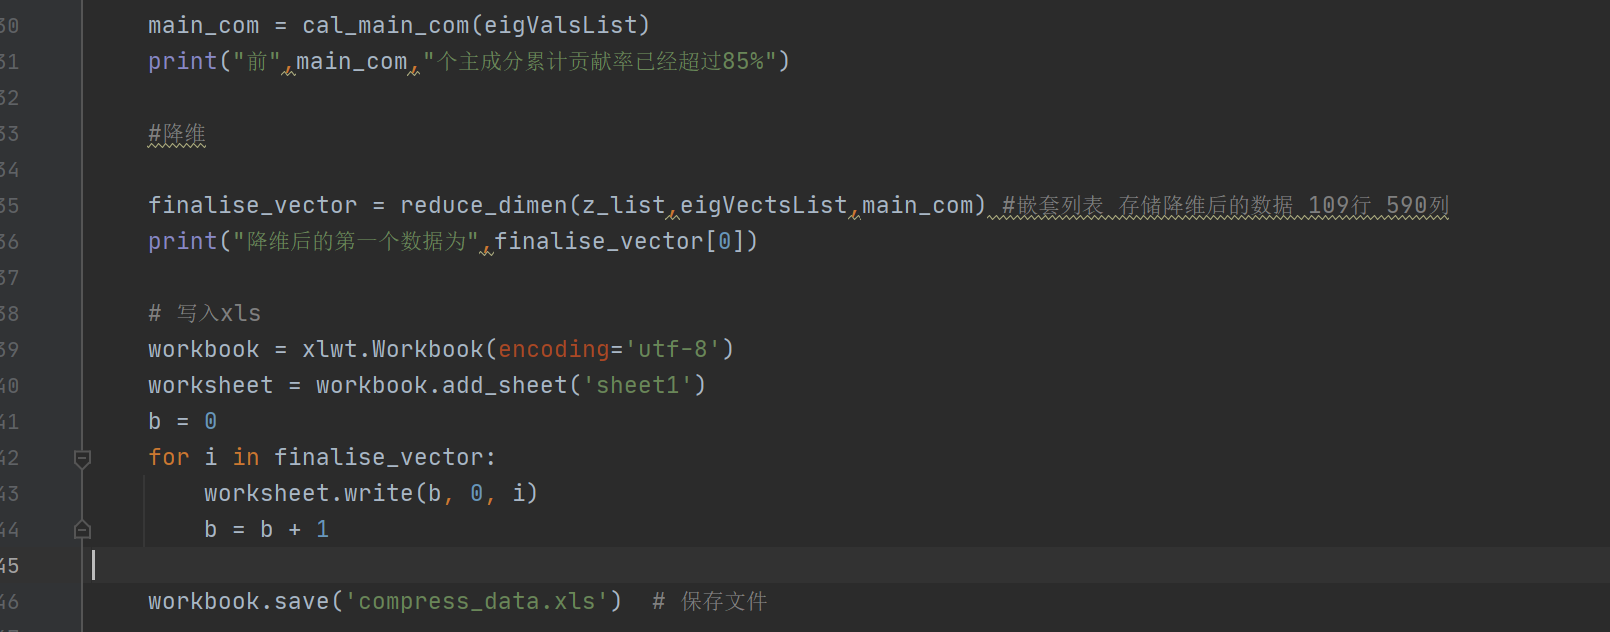 30 main_com = cal_main_com(eigValsList)
31 print("前",main_com,"个主成分累计贡献率已经超过85%")
32
33 #降维
34
35 finalise_vector = reduce_dimen(z_list,eigVectsList,main_com) #嵌套列表 存储降维后的数据 109行 590列
36 print("降维后的第一个数据为",finalise_vector[0])
37
38 # 写入xls
39 workbook = xlwt.Workbook(encoding='utf-8')
40 worksheet = workbook.add_sheet('sheet1')
41 b = 0
42 for i in finalise_vector:
43 worksheet.write(b, 0, i)
44 b = b + 1
45
46 workbook.save('compress_data.xls') # 保存文件